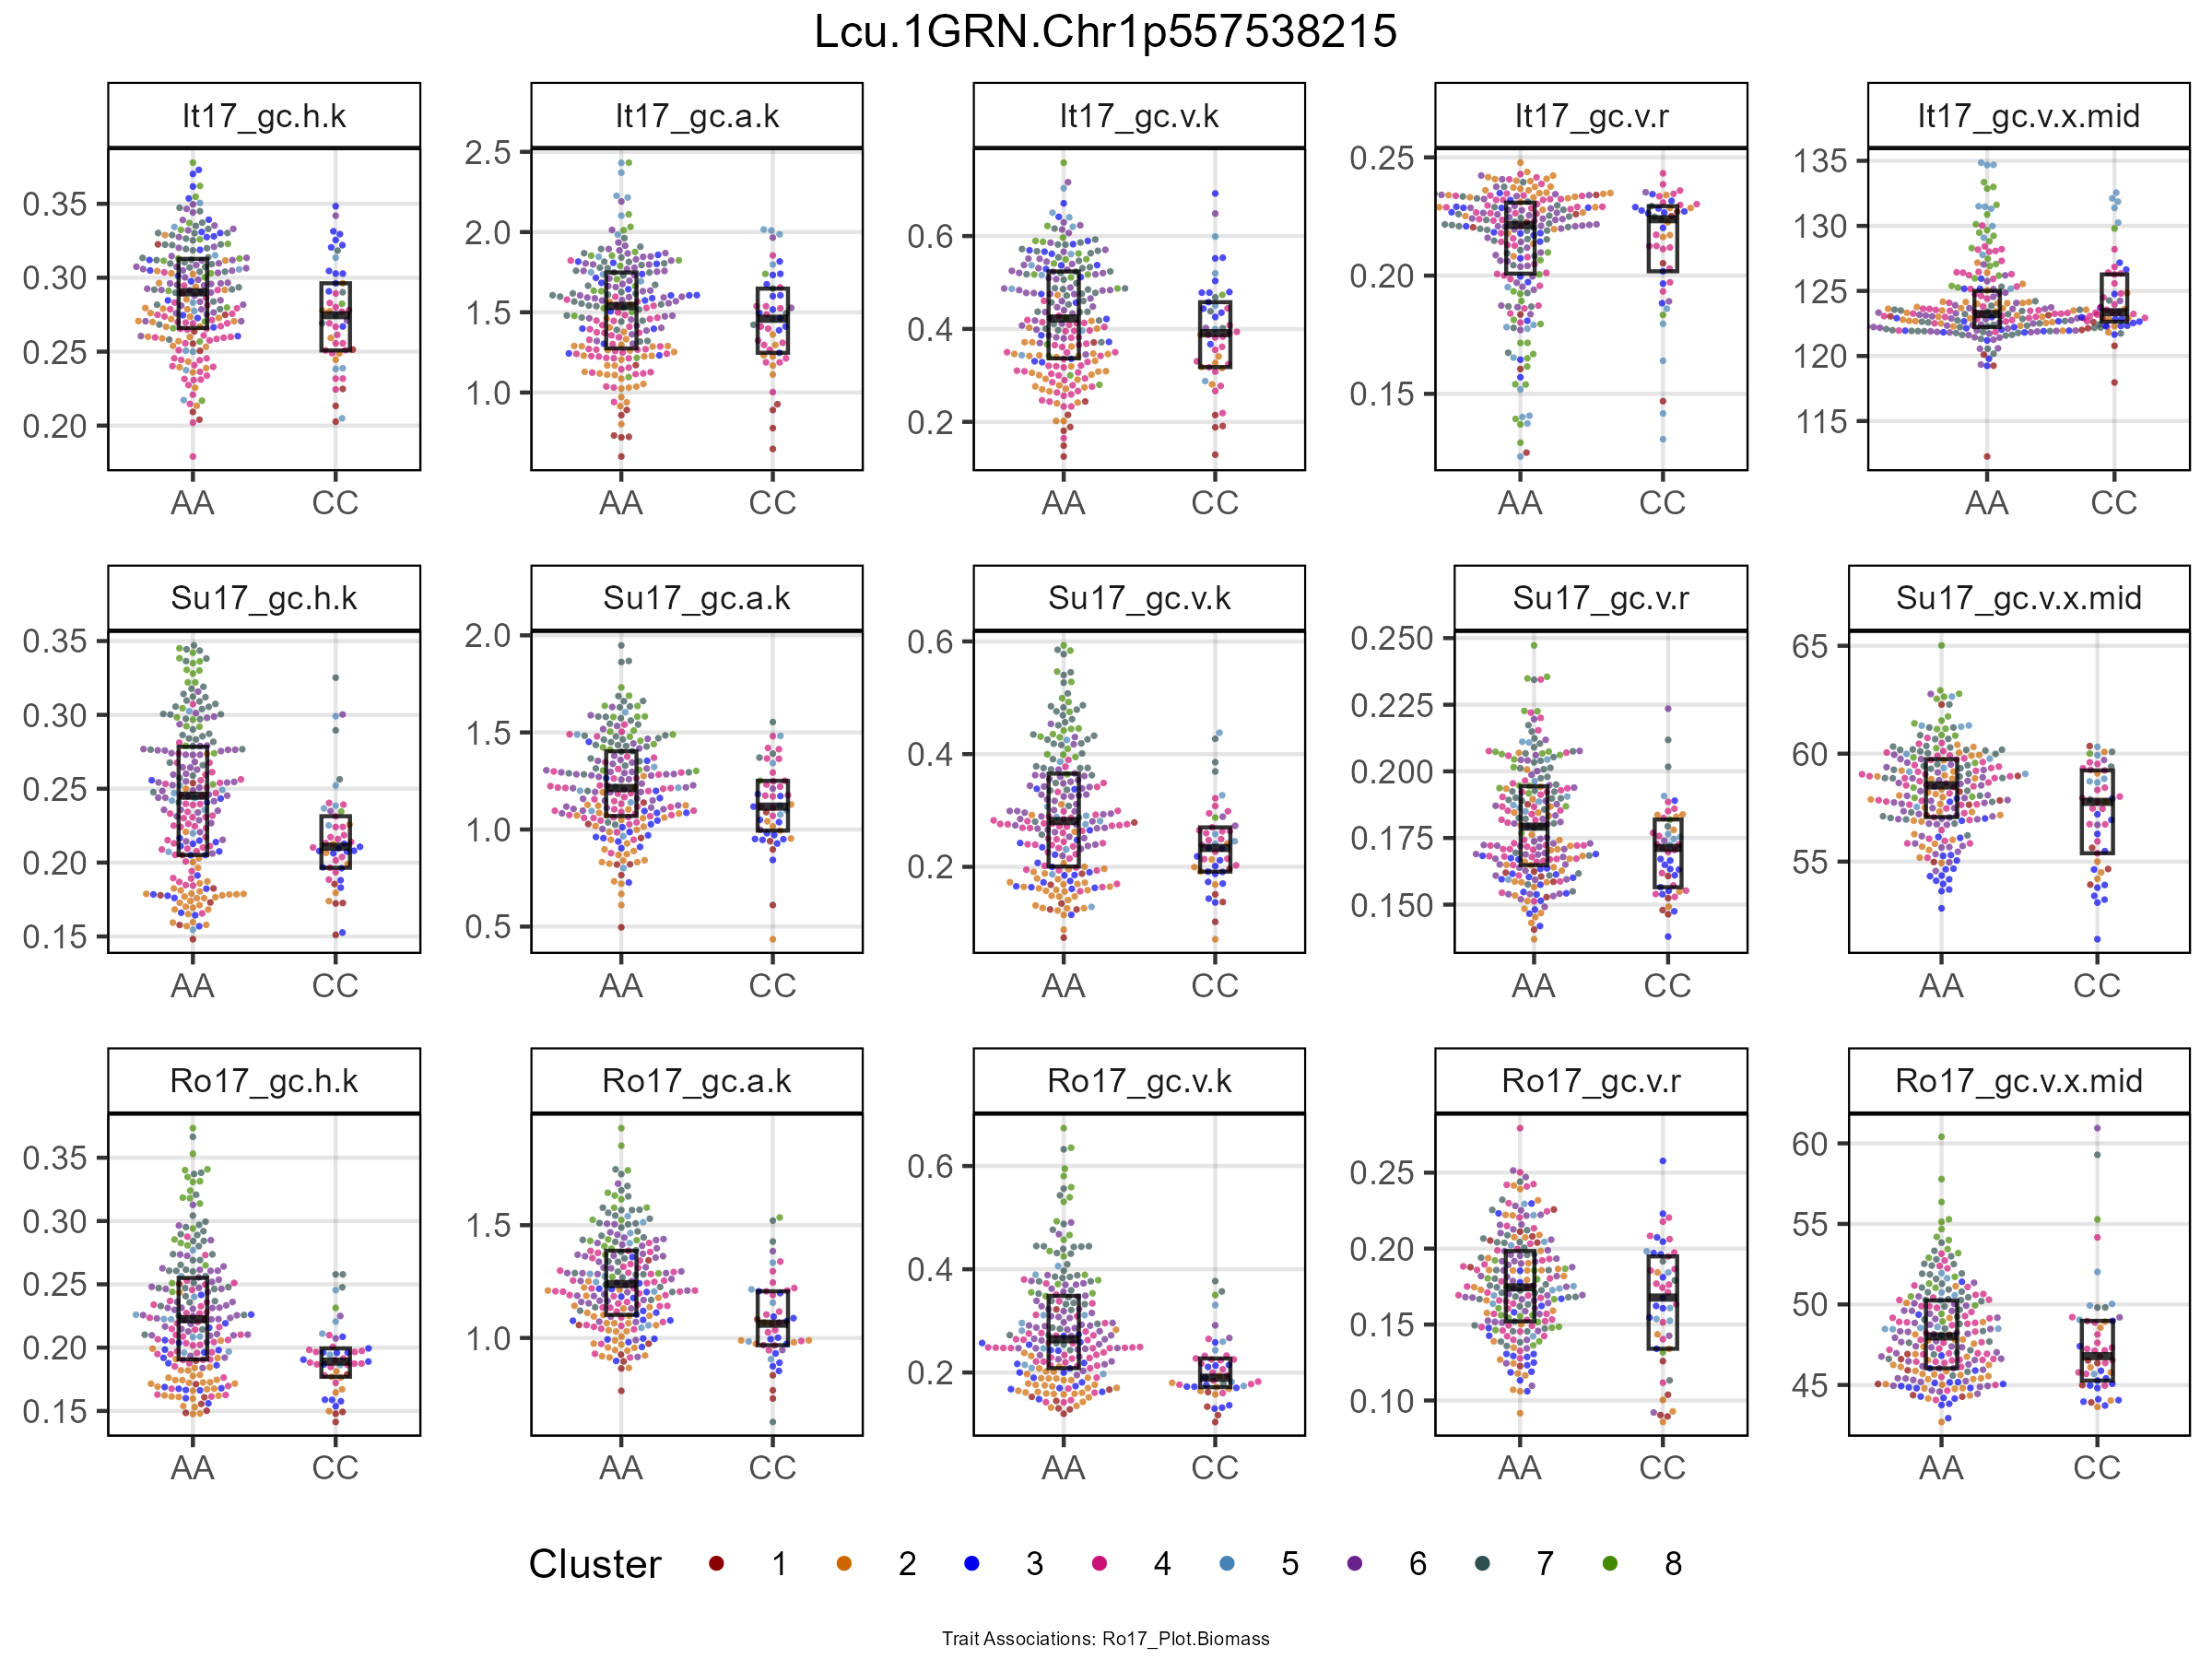 Lcu.1GRN.Chr1p557538215
It17_gc.h.k It17_gc.a.k It17_gc.v.k It17_gc.v.r It17_gc.v.x.mid
0.35 0.30 0.25 0.20
2.5 2.0 1.5 1.0
0.6 0.4 0.2
0.25 0.20 0.15
135 130 125 120 115
AA CC AA CC AA CC AA CC AA CC
Su17_gc.h.k Su17_gc.a.k Su17_gc.v.k Su17_gc.v.r Su17_gc.v.x.mid
0.35 0.30 0.25 0.20 0.15
2.0 1.5 1.0 0.5
0.6 0.4 0.2
0.250 0.225 0.200 0.175 0.150
65 60 55
AA CC AA CC AA CC AA CC AA CC
Ro17_gc.h.k Ro17_gc.a.k Ro17_gc.v.k Ro17_gc.v.r Ro17_gc.v.x.mid
0.35 0.30 0.25 0.20 0.15
1.5 1.0
0.6 0.4 0.2
0.25 0.20 0.15 0.10
60 55 50 45
AA CC AA CC AA CC AA CC AA CC
Cluster 1 2 3 4 5 6 7 8
Trait Associations: Ro17_Plot.Biomass